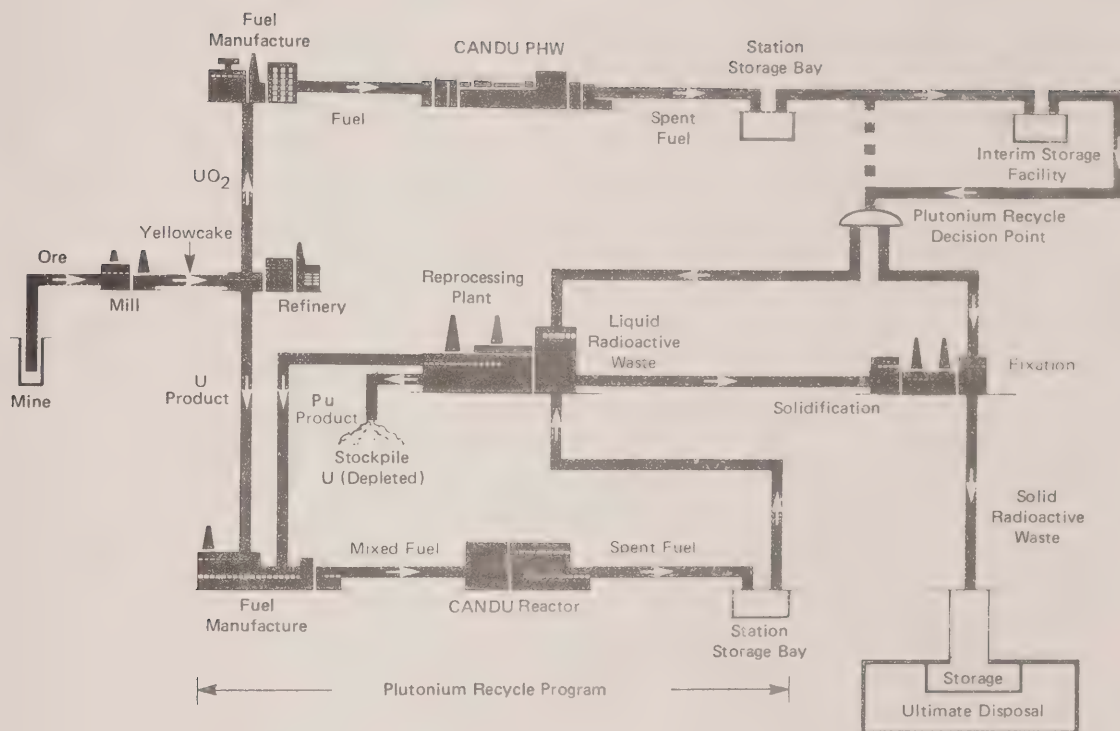 Fuel
Manufacture
CANDU PHW
Station
Storage Bay
Fuel
Spent
Fuel
Interim Storage
Facility
UO2
Plutonium Recycle
Decision Point
Yellowcake
Ore
Mill
Refinery
Reprocessing
Plant
Liquid
Radioactive
Waste
Fixation
Mine
U
Product
Pu
Product
Solidification
Stockpile
U (Depleted)
Solid
Radioactive
Waste
Mixed Fuel
Spent Fuel
Fuel
Manufacture
CANDU Reactor
Station
Storage Bay
Storage
Ultimate Disposal
Plutonium Recycle Program